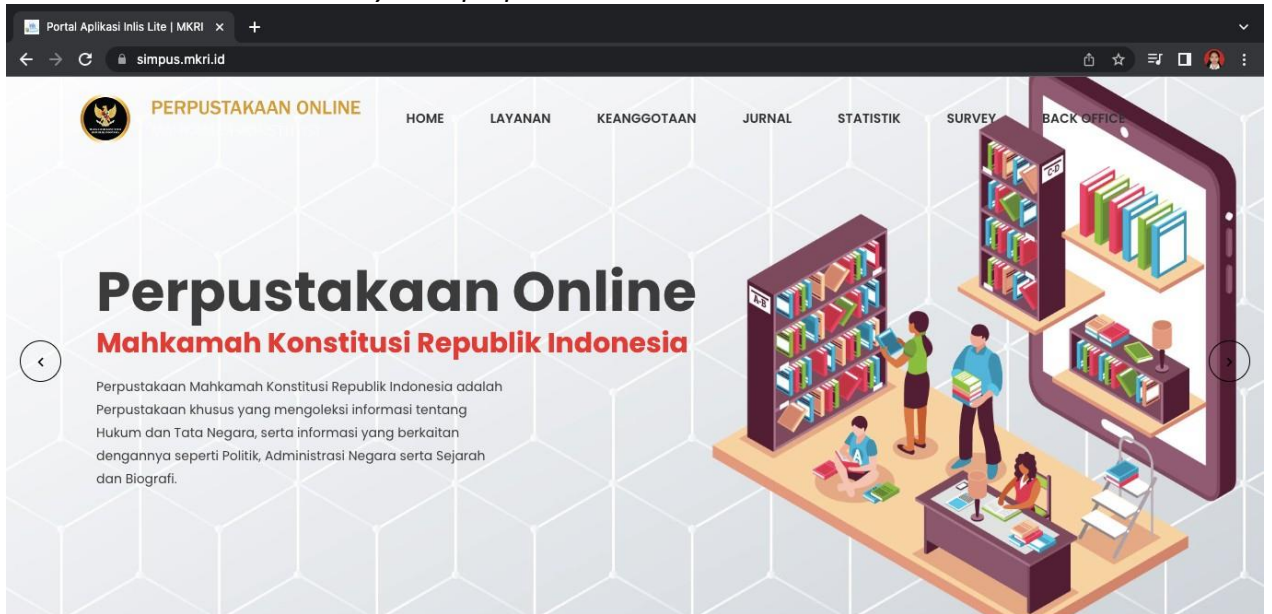 Portal Aplikasi Inlis Lite | MKRI
simpus.mkri.id
PERPUSTAKAAN ONLINE
HOME LAYANAN KEANGGOTAAN JURNAL STATISTIK SURVEY BACK OFFICE
C-D
A-B
Perpustakaan Online
Mahkamah Konstitusi Republik Indonesia
Perpustakaan Mahkamah Konstitusi Republik Indonesia adalah
Perpustakaan khusus yang mengoleksi informasi tentang
Hukum dan Tata Negara, serta informasi yang berkaitan
dengannya seperti Politik, Administrasi Negara serta Sejarah
dan Biografi.
A